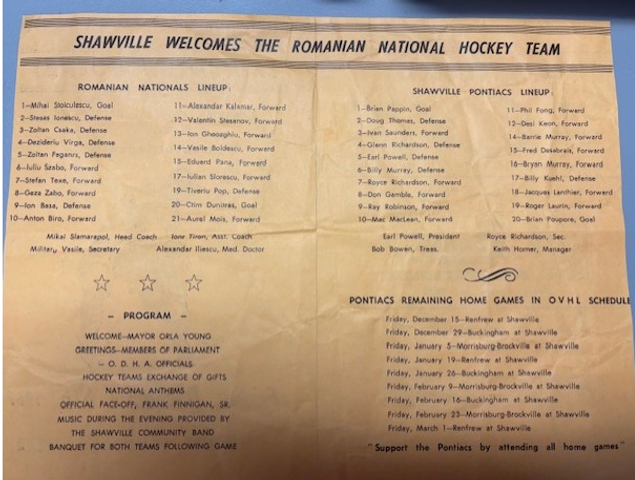 SHAWVILLE WELCOMES THE ROMANIAN NATIONAL HOCKEY TEAM
ROMANIAN NATIONALS LINEUP:
1—Mihai Stoiculescu, Goal
2—Stesas Ionescu, Defense
3—Zoltan Csaka, Defense
4—Dezideriu Virga, Defense
5—Zoltan Feganrs, Defense
6—Iuliu Szabo, Forward
7—Stefan Texe, Forward
8—Geza Zabo, Forward
9—Ion Basa, Defense
10—Anton Biro, Forward
11—Alexandar Kalamar, Forward
12—Valentin Stesenov, Forward
13—Ion Gheozghiu, Forward
14—Vasile Boldescu, Forward
15—Eduard Pana, Forward
17—Iulian Slorescu, Forward
19—Tiveriu Pop, Defense
20—Ctim Dunitras, Goal
21—Aurel Mois, Forward
Mikai Slamarapol, Head Coach Ione Tiron, Asst. Coach
Military Vasile, Secretary Alexandar Iliescu, Med. Doctor
– PROGRAM –
WELCOME—MAYOR ORLA YOUNG
GREETINGS—MEMBERS OF PARLIAMENT
– O. D. H. A. OFFICIALS
HOCKEY TEAMS EXCHANGE OF GIFTS
NATIONAL ANTHEMS
OFFICIAL FACE-OFF, FRANK FINNIGAN, SR.
MUSIC DURING THE EVENING PROVIDED BY
THE SHAWVILLE COMMUNITY BAND
BANQUET FOR BOTH TEAMS FOLLOWING GAME
SHAWVILLE PONTIACS LINEUP:
1—Brian Pappin, Goal
2—Doug Thomas, Defense
3—Ivan Saunders, Forward
4—Glenn Richardson, Defense
5—Earl Powell, Defense
6—Billy Murray, Defense
7—Royce Richardson, Forward
8—Don Gamble, Forward
9—Ray Robinson, Forward
10—Mac MacLean, Forward
11—Phil Fong, Forward
12—Desi Keon, Forward
14—Barrie Murray, Forward
15—Fred Desabrais, Forward
16—Bryan Murray, Forward
17—Billy Kuehl, Defense
18—Jacques Lanthier, Forward
19—Roger Laurin, Forward
20—Brian Poupore, Goal
Earl Powell, President Royce Richardson, Sec.
Bob Bowen, Treas. Keith Horner, Manager
PONTIACS REMAINING HOME GAMES IN O V H L SCHEDULE
Friday, December 15—Renfrew at Shawville
Friday, December 29—Buckingham at Shawville
Friday, January 5—Morrisburg-Brockville at Shawville
Friday, January 19—Renfrew at Shawville
Friday, January 26—Buckingham at Shawville
Friday, February 9—Morrisburg-Brockville at Shawville
Friday, February 16—Buckingham at Shawville
Friday, February 23—Morrisburg-Brockville at Shawville
Friday, March 1—Renfrew at Shawville
"Support the Pontiacs by attending all home games"